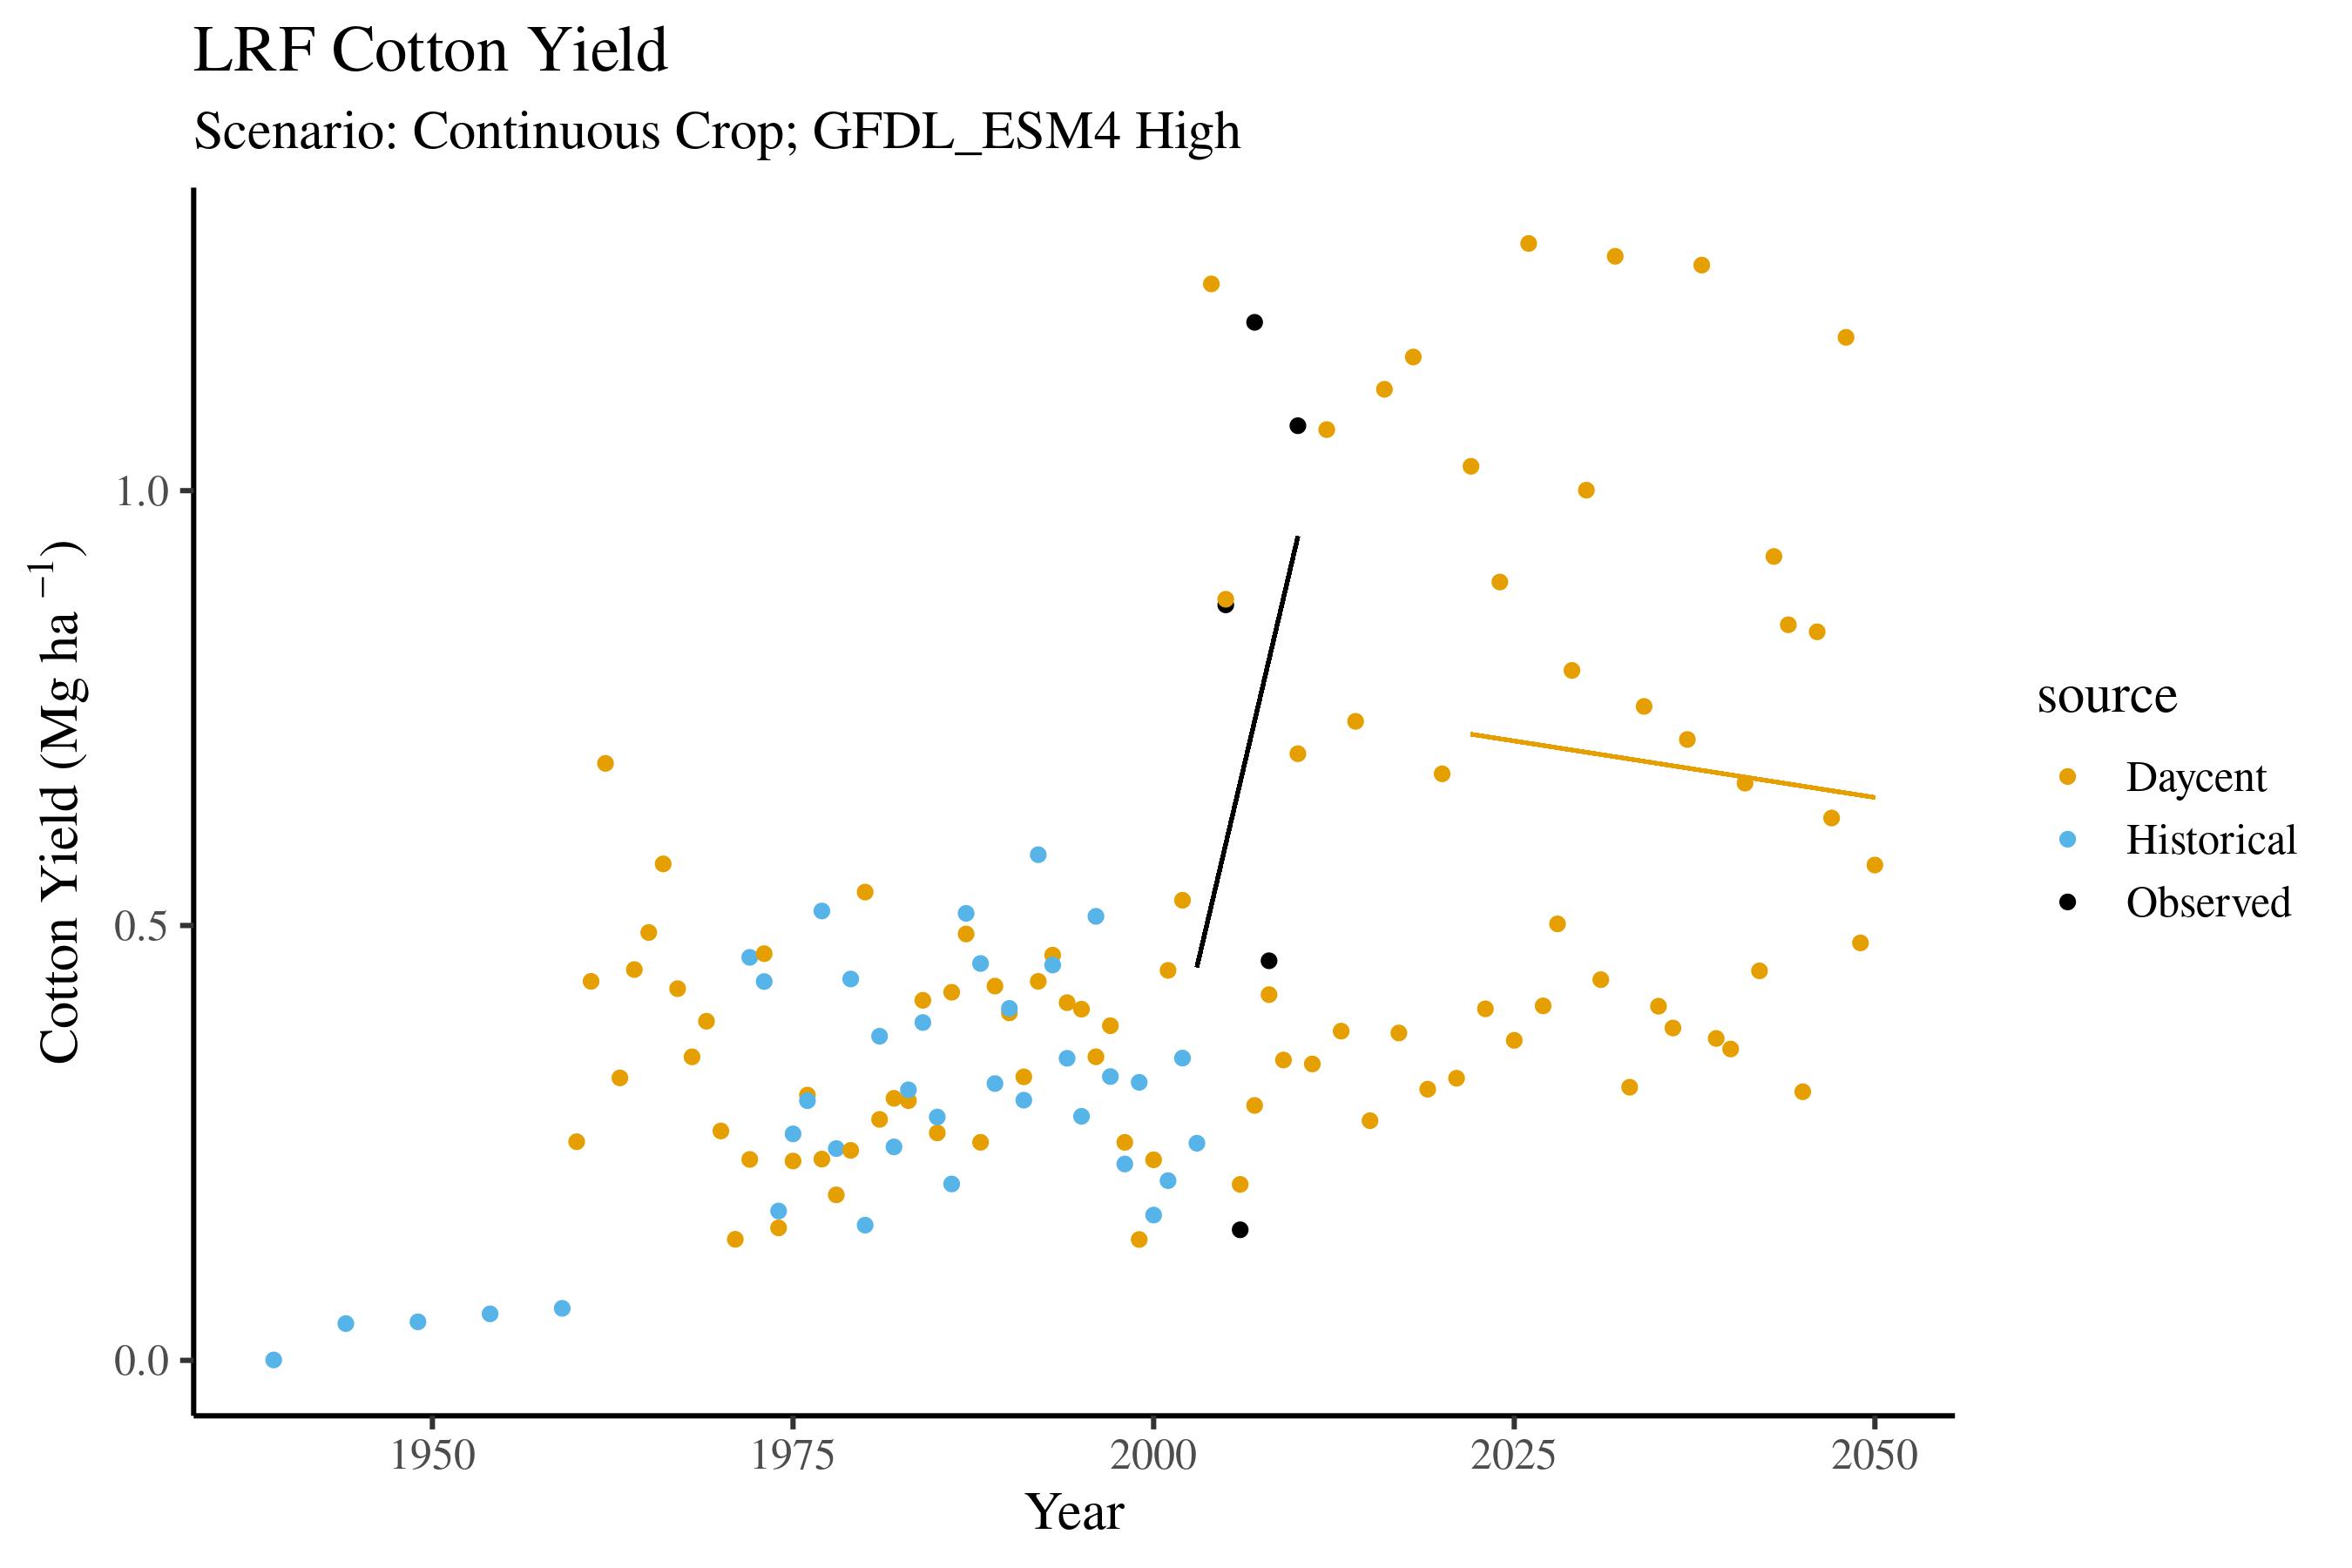 LRF Cotton Yield
Scenario: Continuous Crop; GFDL_ESM4 High
Cotton Yield (Mg ha −1)
1.0
0.5
0.0
1950 1975 2000 2025 2050
Year
source
Daycent
Historical
Observed